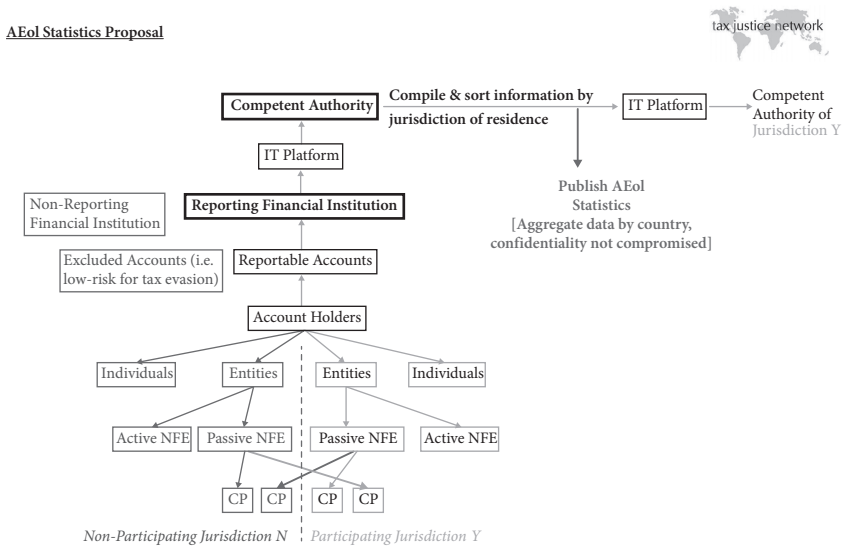 AEoI Statistics Proposal
tax justice network
Competent Authority
Compile & sort information by
jurisdiction of residence
IT Platform
Competent
Authority of
Jurisdiction Y
IT Platform
Publish AEoI
Statistics
[Aggregate data by country,
confidentiality not compromised]
Non-Reporting
Financial Institution
Reporting Financial Institution
Excluded Accounts (i.e.
low-risk for tax evasion)
Reportable Accounts
Account Holders
Individuals
Entities
Entities
Individuals
Active NFE
Passive NFE
Passive NFE
Active NFE
CP
CP
CP
CP
Non-Participating Jurisdiction N
Participating Jurisdiction Y